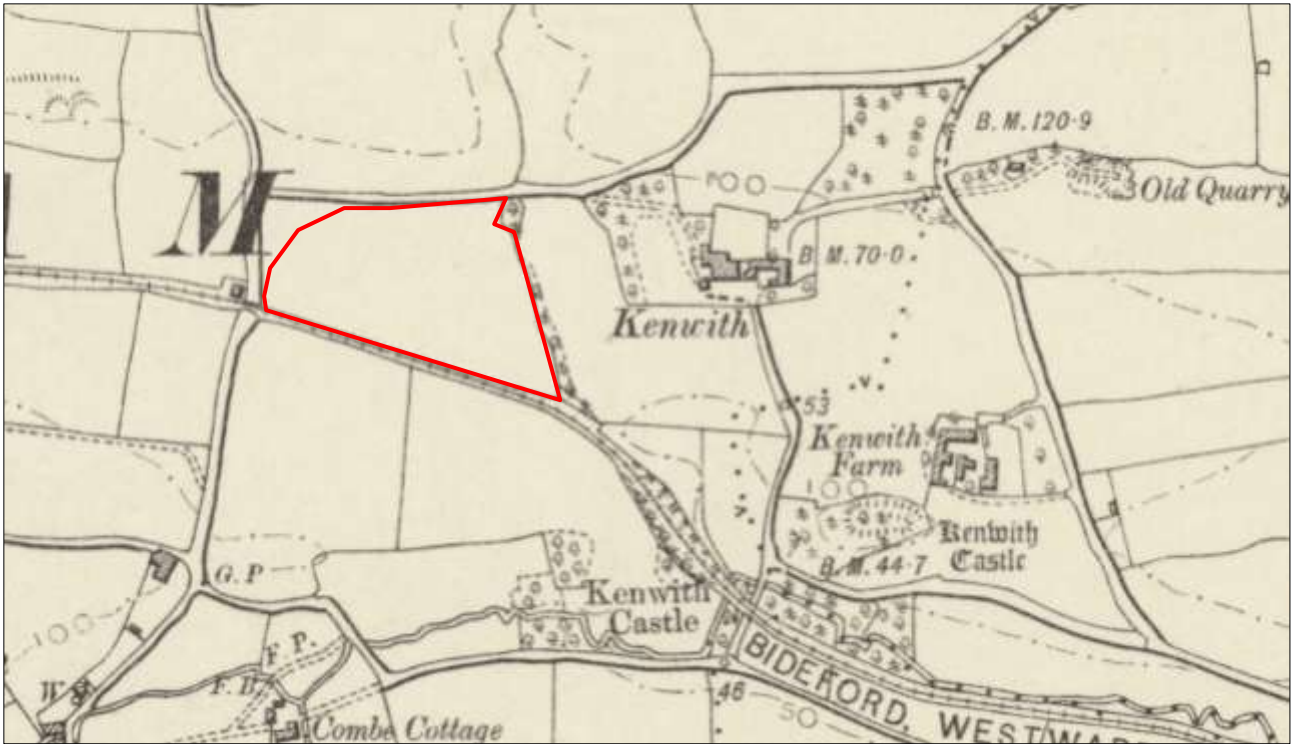 B.M. 120·9
Old Quarry
M
100
B.M. 70·0
Kenwith
53
Kenwith
Farm
100
Kenwith
Castle
B.M. 44·7
G.P
Kenwith
Castle
100
F.P.
F.B.
W
Combe Cottage
46
50
BIDEFORD, WESTWA